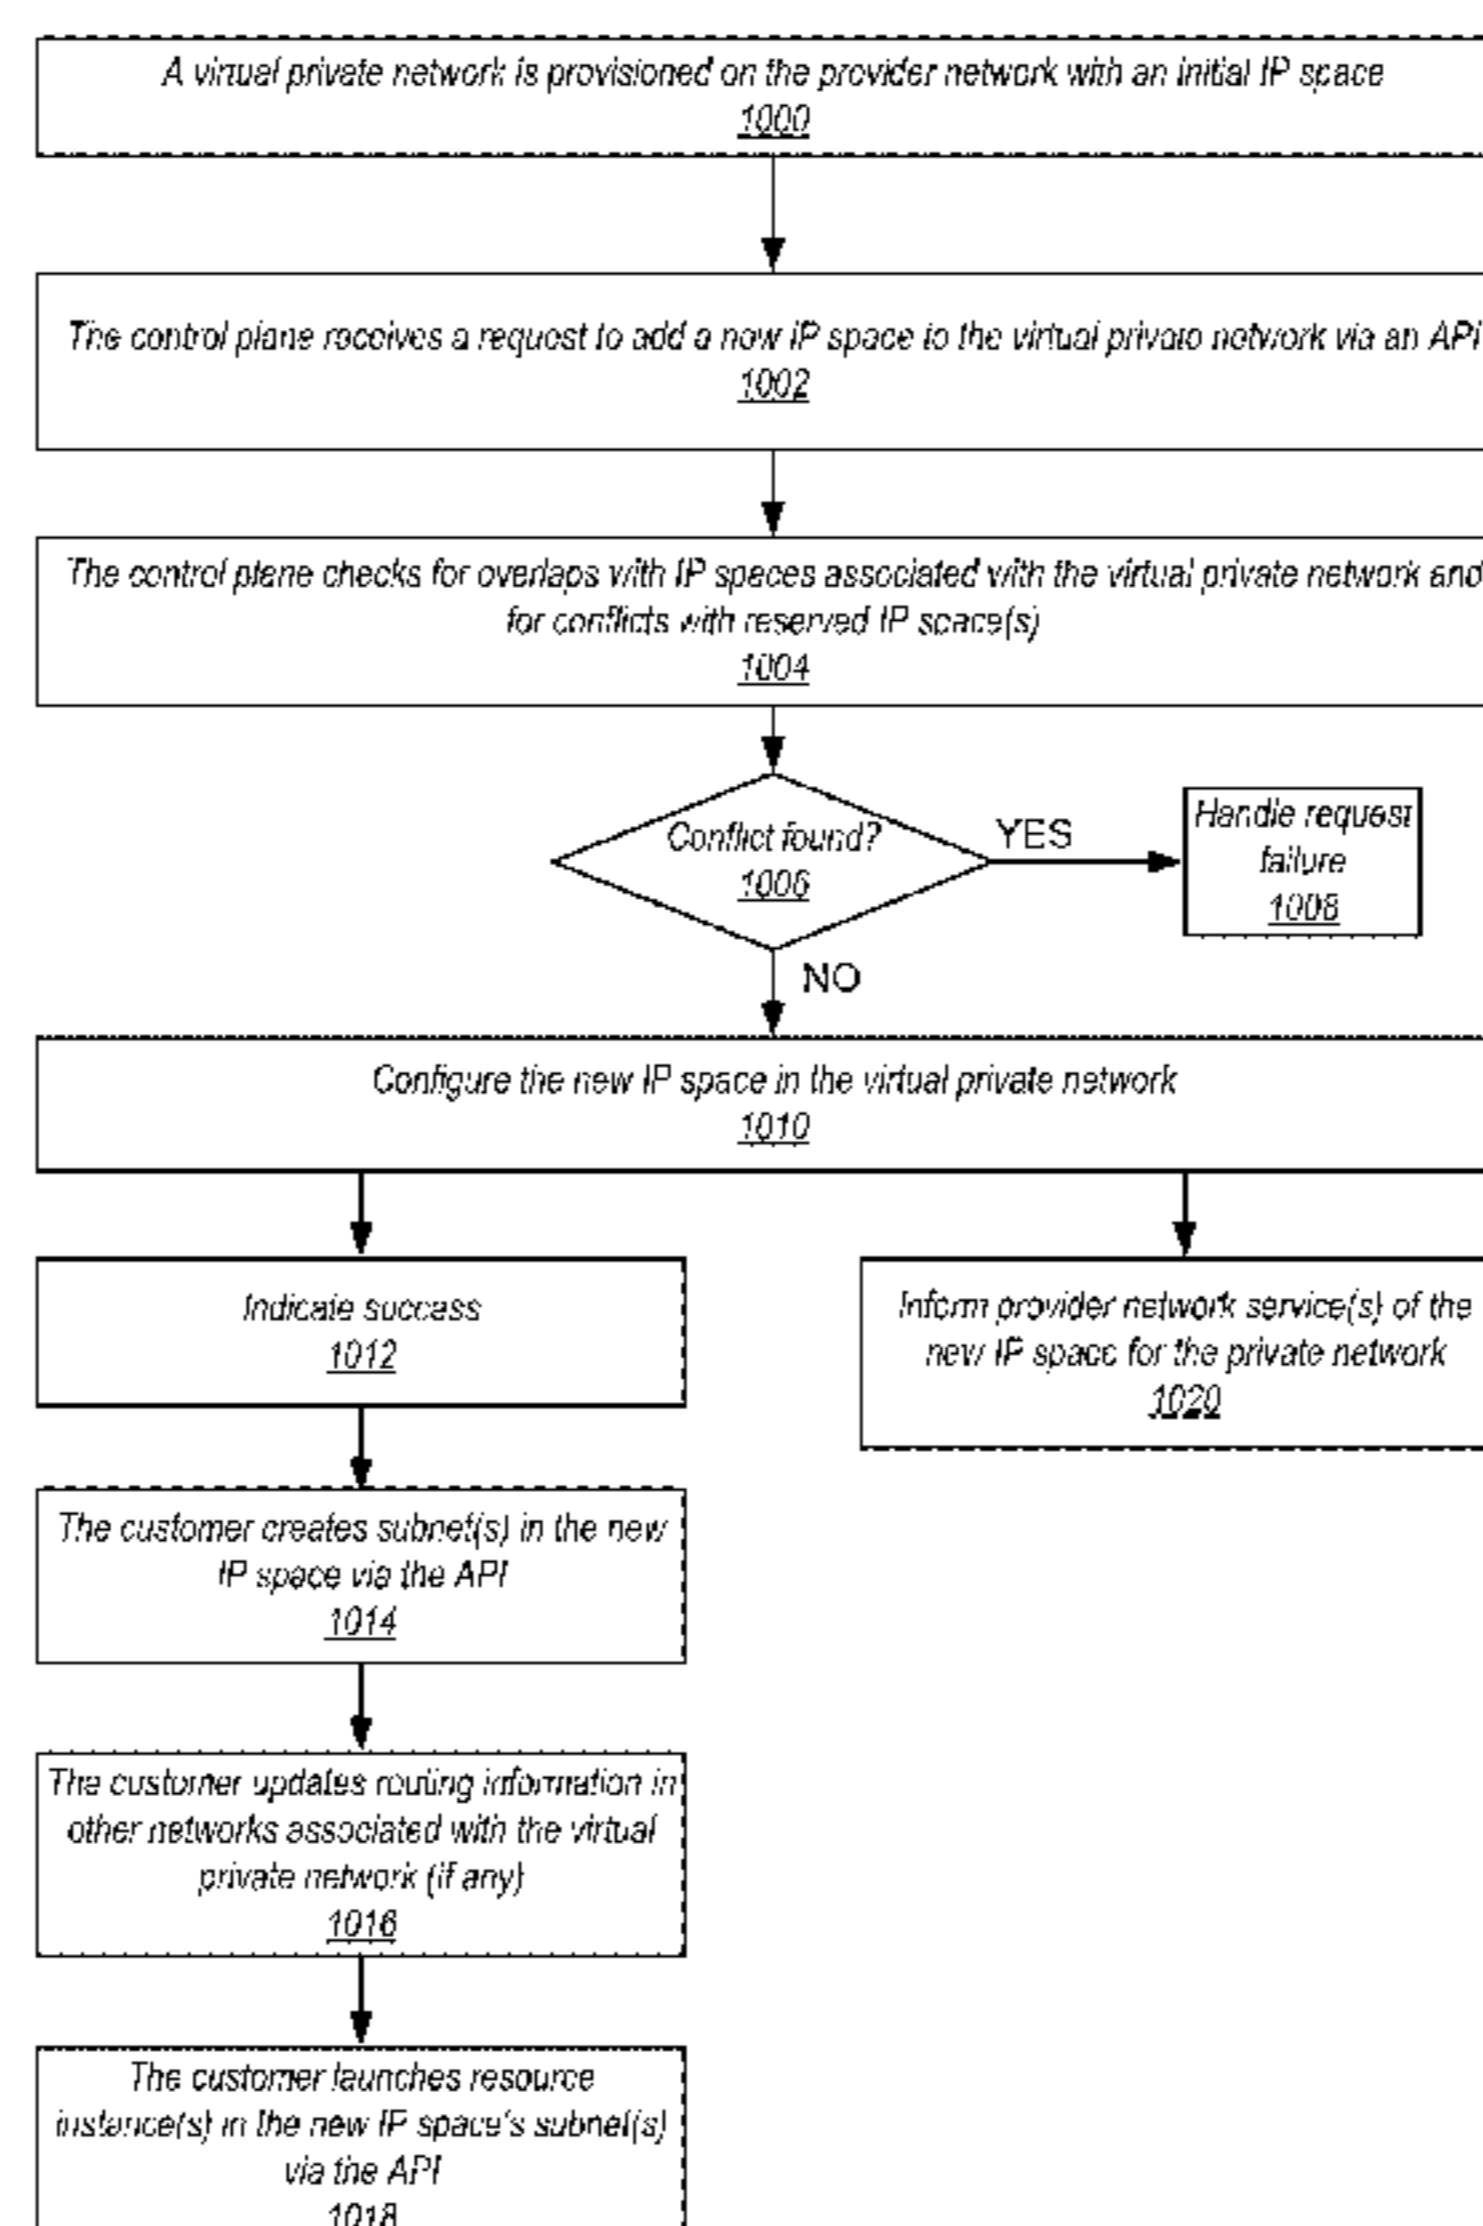 A virtual private network is provisioned on the provider network with an initial IP space
1000
The control plane receives a request to add a new IP space to the virtual private network via an API
1002
The control plane checks for overlaps with IP spaces associated with the virtual private network and
for conflicts with reserved IP space(s)
1004
Conflict found?
1006
YES
Handle request
failure
1008
NO
Configure the new IP space in the virtual private network
1010
Indicate success
1012
Inform provider network service(s) of the
new IP space for the private network
1020
The customer creates subnet(s) in the new
IP space via the API
1014
The customer updates routing information in
other networks associated with the virtual
private network (if any)
1016
The customer launches resource
instance(s) in the new IP space's subnet(s)
via the API
1018